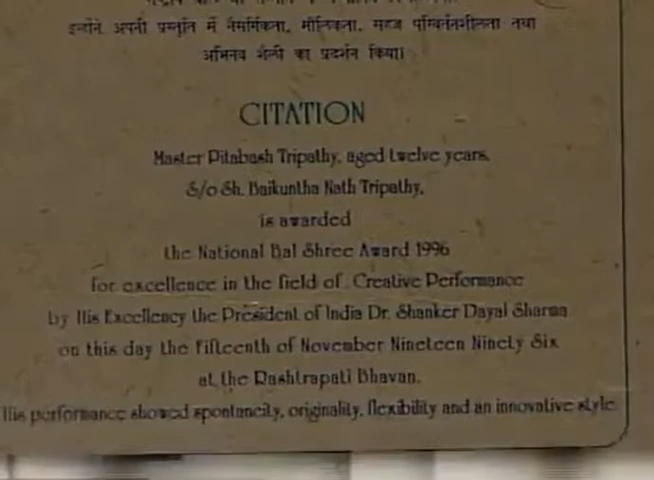 इन्होंने अपनी प्रस्तुति में नैसर्गिकता, मौलिकता, सहज परिवर्तनशीलता तथा
अभिनव शैली का प्रदर्शन किया।
CITATION
Master Pitabash Tripathy, aged twelve years,
S/o Sh. Baikuntha Nath Tripathy,
is awarded
the National Bal Shree Award 1996
for excellence in the field of Creative Performance
by His Excellency the President of India Dr. Shanker Dayal Sharma
on this day the Fifteenth of November Nineteen Ninety Six
at the Rashtrapati Bhavan.
His performance showed spontaneity, originality, flexibility and an innovative style.